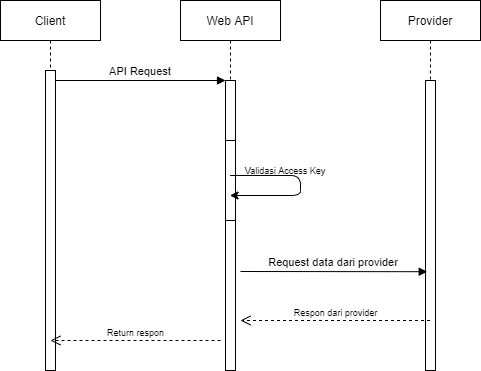 Client
Web API
Provider
API Request
Validasi Access Key
Request data dari provider
Respon dari provider
Return respon